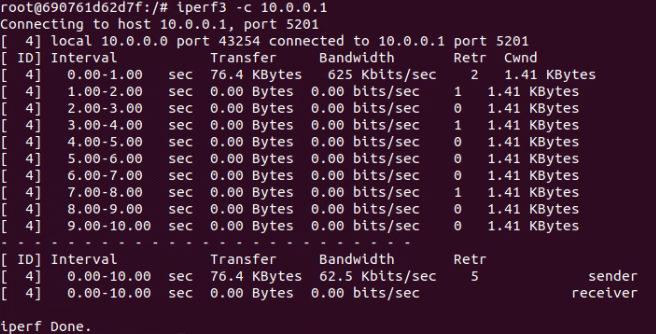 root@690761d62d7f:/# iperf3 -c 10.0.0.1
Connecting to host 10.0.0.1, port 5201
[  4] local 10.0.0.0 port 43254 connected to 10.0.0.1 port 5201
[ ID] Interval           Transfer     Bandwidth       Retr  Cwnd
[  4]   0.00-1.00   sec  76.4 KBytes   625 Kbits/sec    2   1.41 KBytes
[  4]   1.00-2.00   sec  0.00 Bytes  0.00 bits/sec    1   1.41 KBytes
[  4]   2.00-3.00   sec  0.00 Bytes  0.00 bits/sec    0   1.41 KBytes
[  4]   3.00-4.00   sec  0.00 Bytes  0.00 bits/sec    1   1.41 KBytes
[  4]   4.00-5.00   sec  0.00 Bytes  0.00 bits/sec    0   1.41 KBytes
[  4]   5.00-6.00   sec  0.00 Bytes  0.00 bits/sec    0   1.41 KBytes
[  4]   6.00-7.00   sec  0.00 Bytes  0.00 bits/sec    0   1.41 KBytes
[  4]   7.00-8.00   sec  0.00 Bytes  0.00 bits/sec    1   1.41 KBytes
[  4]   8.00-9.00   sec  0.00 Bytes  0.00 bits/sec    0   1.41 KBytes
[  4]   9.00-10.00  sec  0.00 Bytes  0.00 bits/sec    0   1.41 KBytes
- - - - - - - - - - - - - - - - - - - - - - - - -
[ ID] Interval           Transfer     Bandwidth       Retr
[  4]   0.00-10.00  sec  76.4 KBytes  62.5 Kbits/sec    5             sender
[  4]   0.00-10.00  sec  0.00 Bytes  0.00 bits/sec                  receiver
iperf Done.